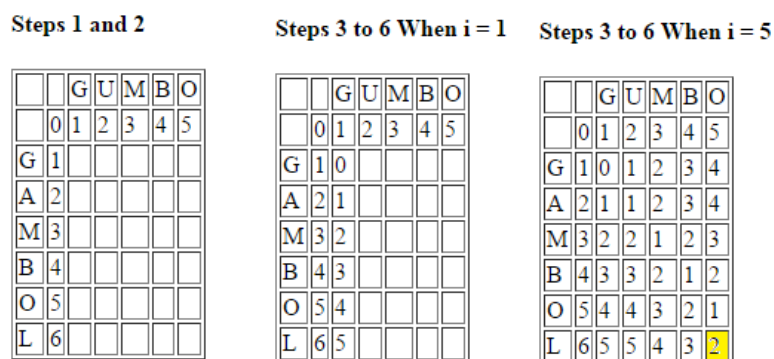 Steps 1 and 2
G U M B O
0 1 2 3 4 5
G 1
A 2
M 3
B 4
O 5
L 6
Steps 3 to 6 When i = 1
G U M B O
0 1 2 3 4 5
G 1 0
A 2 1
M 3 2
B 4 3
O 5 4
L 6 5
Steps 3 to 6 When i = 5
G U M B O
0 1 2 3 4 5
G 1 0 1 2 3 4
A 2 1 1 2 3 4
M 3 2 2 1 2 3
B 4 3 3 2 1 2
O 5 4 4 3 2 1
L 6 5 5 4 3 2